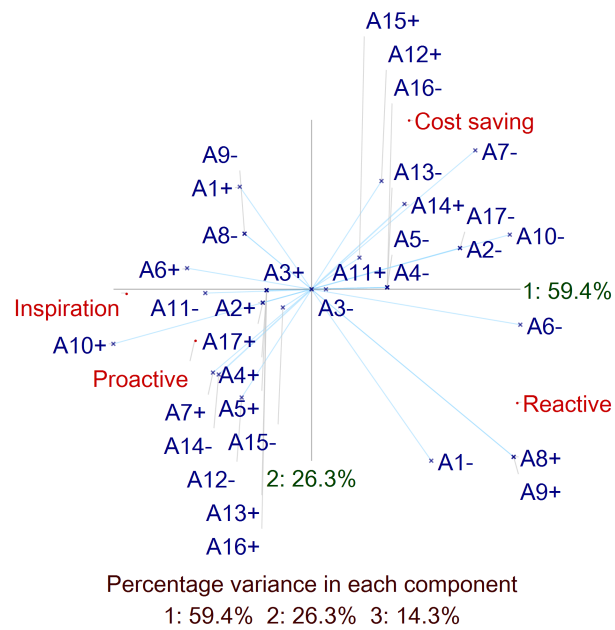 A15+
A12+
A16-
Cost saving
A9-
A7-
A13-
A1+
A14+
A17-
A8-
A5-
A2-
A10-
A6+
A3+
A11+
A4-
1: 59.4%
Inspiration
A11-
A2+
A3-
A6-
A10+
A17+
Proactive
A4+
Reactive
A7+
A5+
A14-
A15-
A1-
A8+
A12-
2: 26.3%
A9+
A13+
A16+
Percentage variance in each component
1: 59.4% 2: 26.3% 3: 14.3%